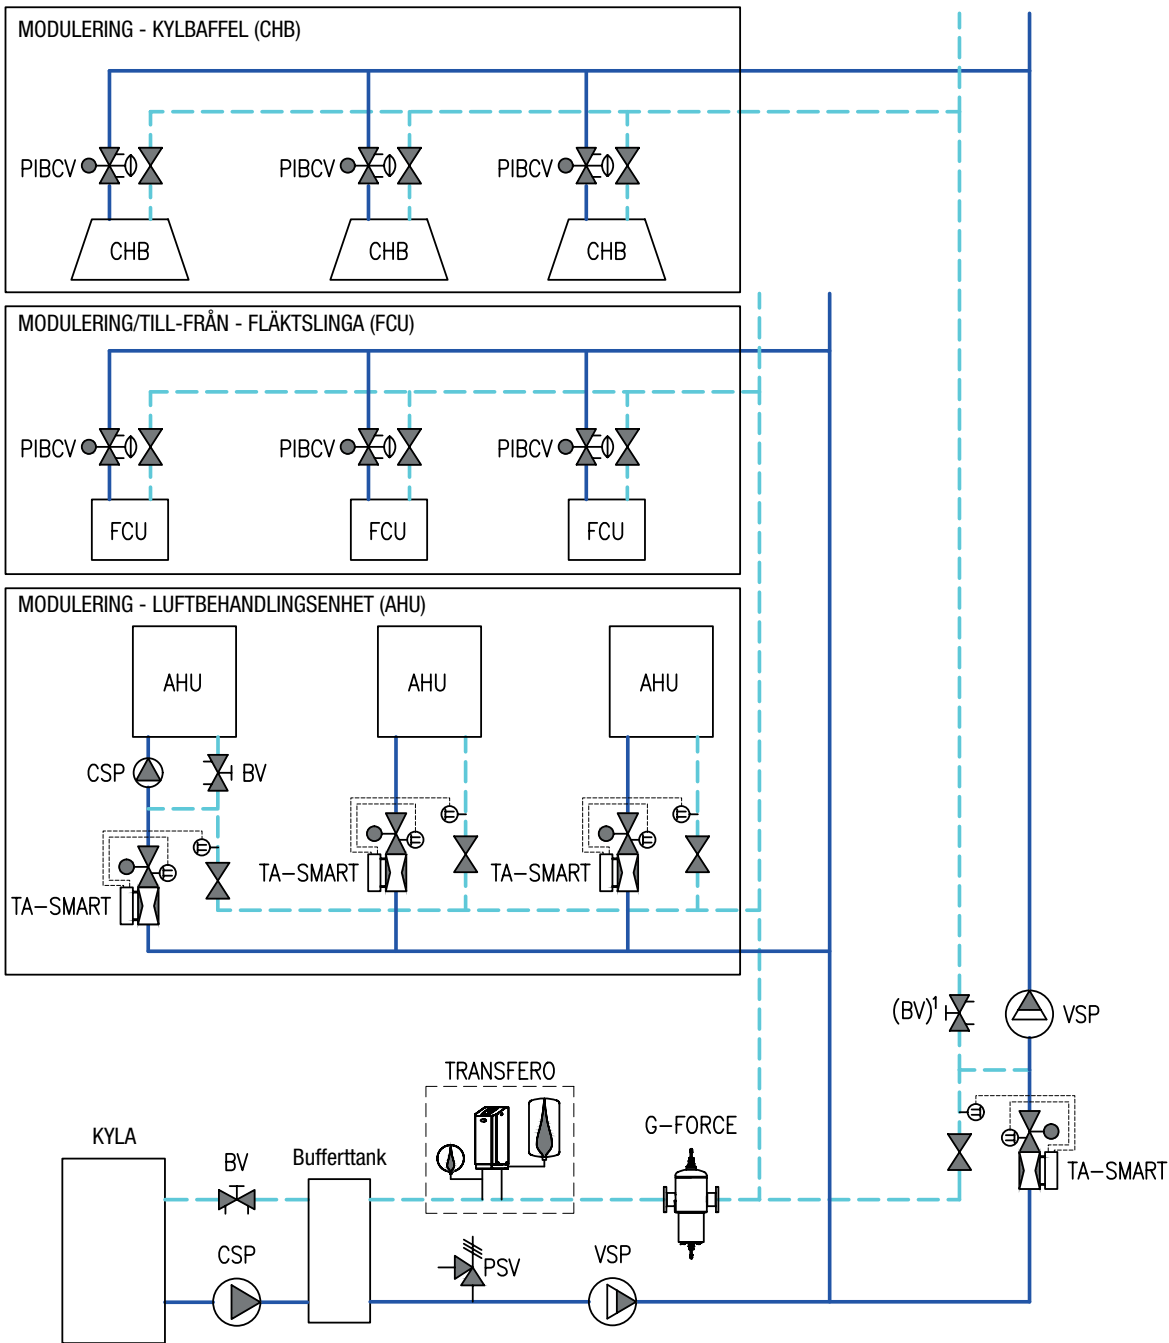 MODULERING - KYLBAFFEL (CHB)
PIBCV
PIBCV
PIBCV
CHB
CHB
CHB
MODULERING/TILL-FRÅN - FLÄKTSLINGA (FCU)
PIBCV
PIBCV
PIBCV
FCU
FCU
FCU
MODULERING - LUFTBEHANDLINGSENHET (AHU)
AHU
AHU
AHU
CSP
BV
TA-SMART
TA-SMART
TA-SMART
(BV)¹
VSP
TRANSFERO
G-FORCE
KYLA
BV
Bufferttank
TA-SMART
CSP
PSV
VSP